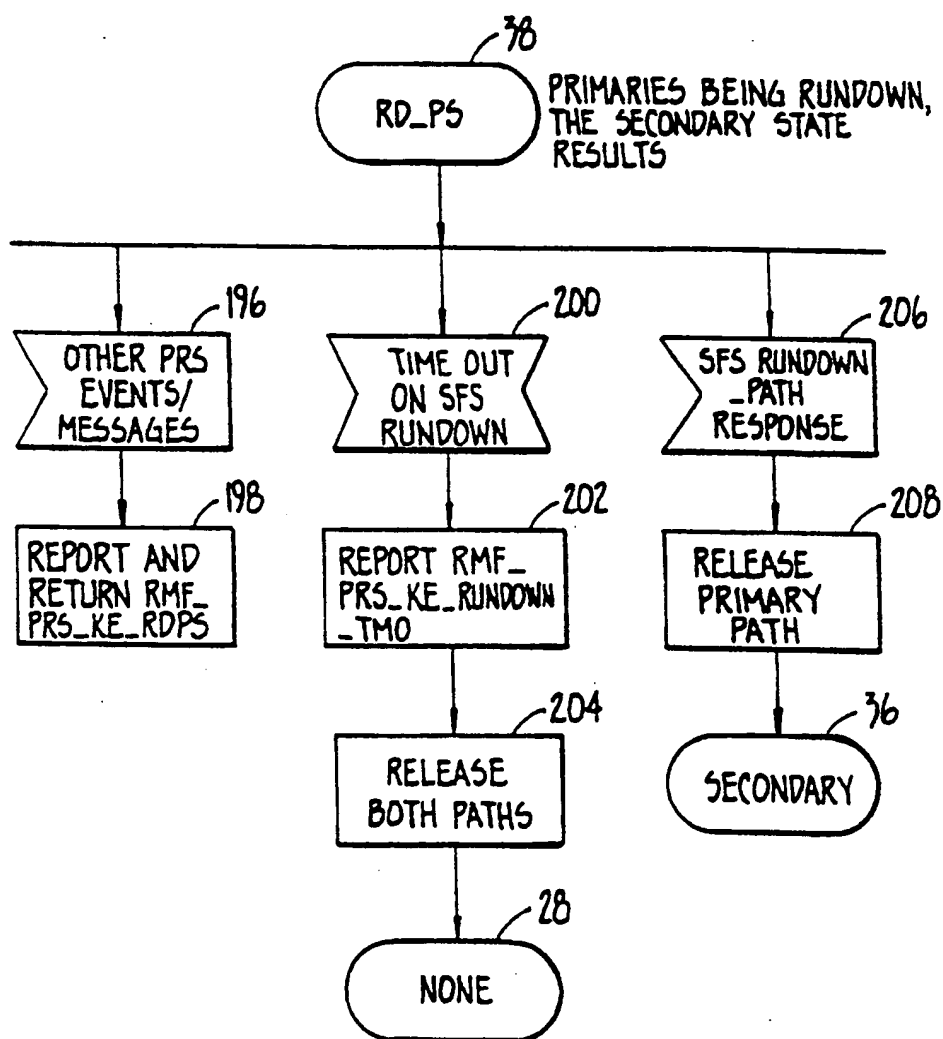 38
RD_PS
PRIMARIES BEING RUNDOWN,
THE SECONDARY STATE
RESULTS
196
OTHER PRS
EVENTS/
MESSAGES
198
REPORT AND
RETURN RMF_
PRS_KE_RDPS
200
TIME OUT
ON SFS
RUNDOWN
202
REPORT RMF_
PRS_KE_RUNDOWN
_TMO
204
RELEASE
BOTH PATHS
28
NONE
206
SFS RUNDOWN
_PATH
RESPONSE
208
RELEASE
PRIMARY
PATH
36
SECONDARY